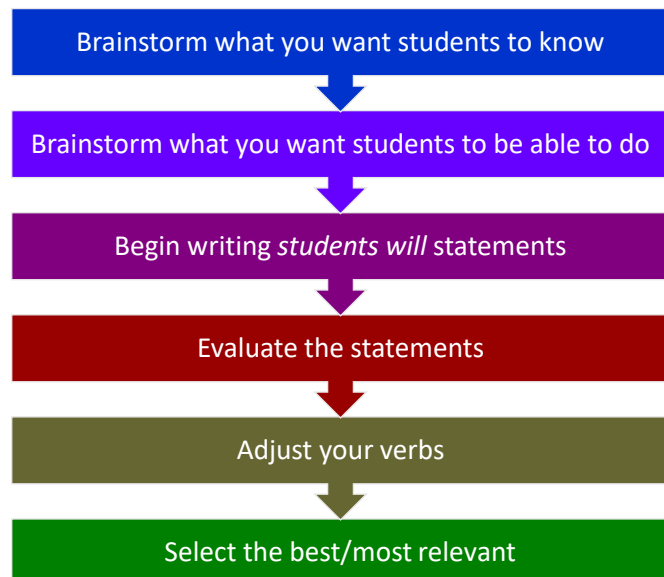 Brainstorm what you want students to know
Brainstorm what you want students to be able to do
Begin writing students will statements
Evaluate the statements
Adjust your verbs
Select the best/most relevant